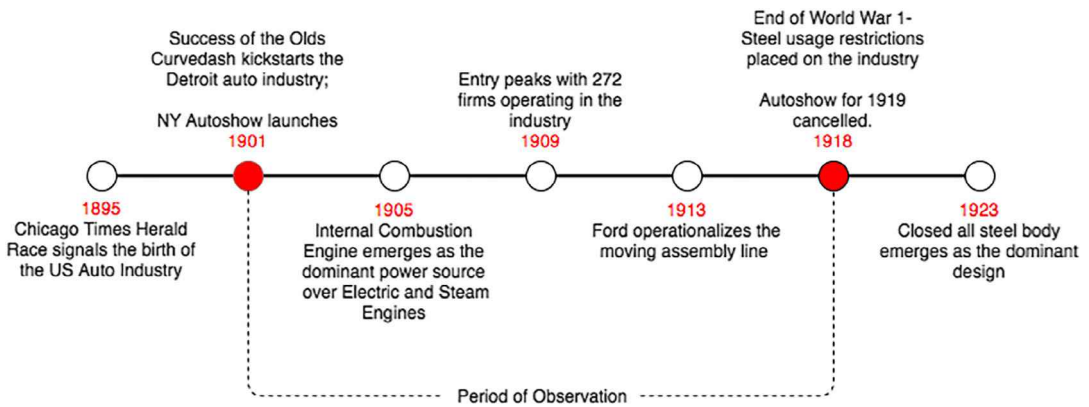 Success of the Olds
Curvedash kickstarts the
Detroit auto industry;
NY Autoshow launches
1901
Entry peaks with 272
firms operating in the
industry
1909
End of World War 1-
Steel usage restrictions
placed on the industry
Autoshow for 1919
cancelled.
1918
1895
Chicago Times Herald
Race signals the birth of
the US Auto Industry
1905
Internal Combustion
Engine emerges as the
dominant power source
over Electric and Steam
Engines
1913
Ford operationalizes the
moving assembly line
1923
Closed all steel body
emerges as the dominant
design
Period of Observation